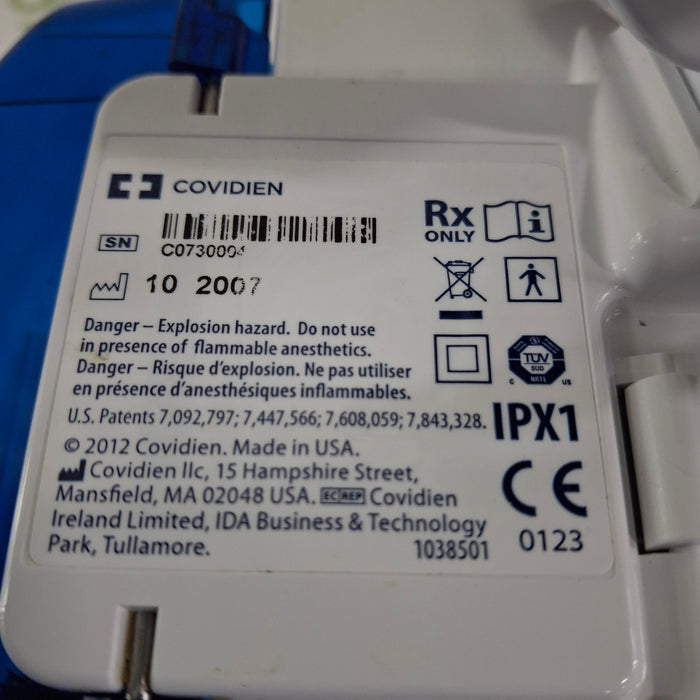 COVIDIEN
Rx
ONLY
SN
10 2007
Danger – Explosion hazard. Do not use
in presence of flammable anesthetics.
Danger – Risque d'explosion. Ne pas utiliser
en présence d'anesthésiques inflammables.
TÜV
SUD
NRTL
C US
U.S. Patents 7,092,797; 7,447,566; 7,608,059; 7,843,328.
IPX1
© 2012 Covidien. Made in USA.
Covidien llc, 15 Hampshire Street,
Mansfield, MA 02048 USA. EC REP Covidien
Ireland Limited, IDA Business & Technology
Park, Tullamore.
1038501
CE
0123